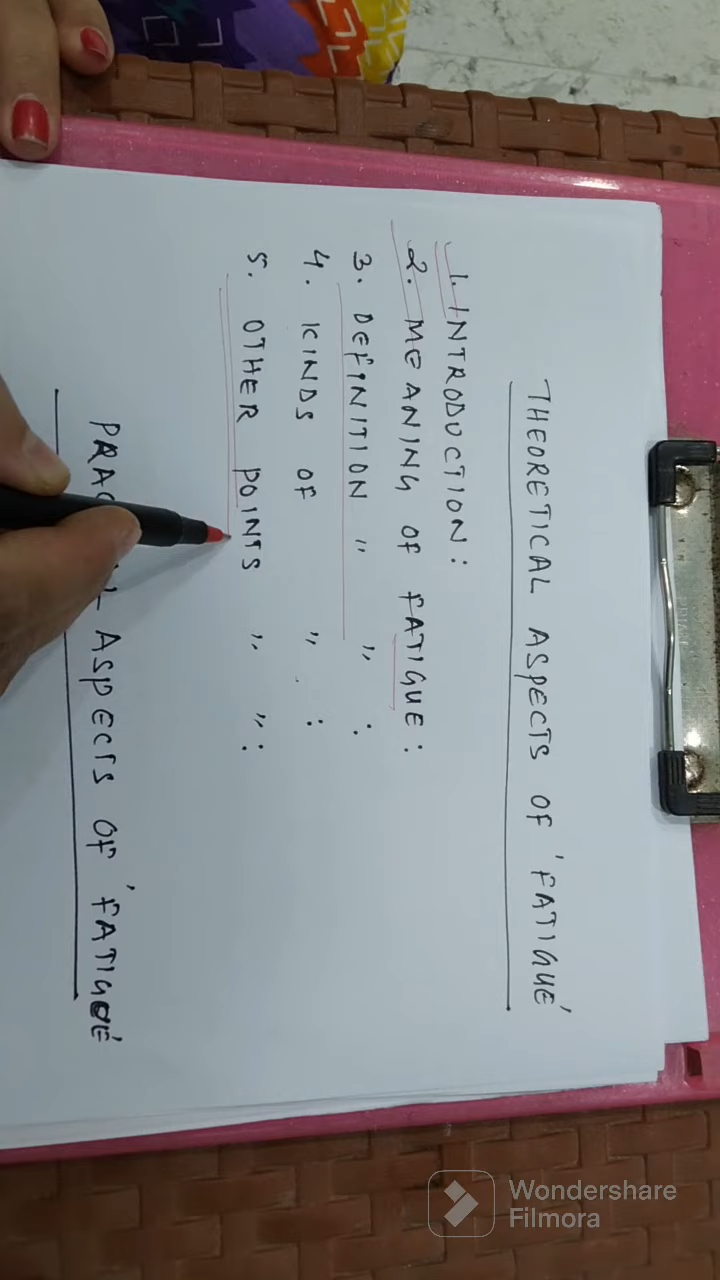 THEORETICAL ASPECTS OF 'FATIGUE'
1. INTRODUCTION:
2. MEANING OF FATIGUE:
3. DEFINITION " " :
4. KINDS OF " :
5. OTHER POINTS " " :
ASPECTS OF 'FATIGUE'
Wondershare
Filmora